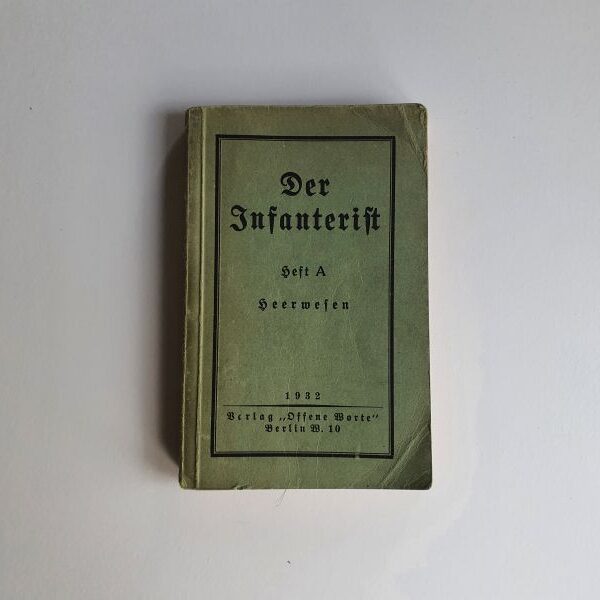 Der
Infanterist
Heft A
Heerwesen
1932
Verlag „Offene Worte“
Berlin W. 10